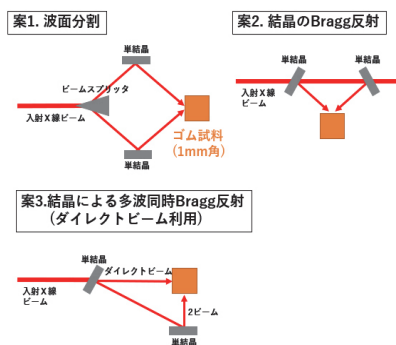 案1. 波面分割
単結晶
ビームスプリッタ
入射X線ビーム
ゴム試料
(1mm角)
単結晶
案2. 結晶のBragg反射
単結晶
単結晶
入射X線
ビーム
案3.結晶による多波同時Bragg反射
(ダイレクトビーム利用)
単結晶
ダイレクトビーム
入射X線
ビーム
2ビーム
単結晶